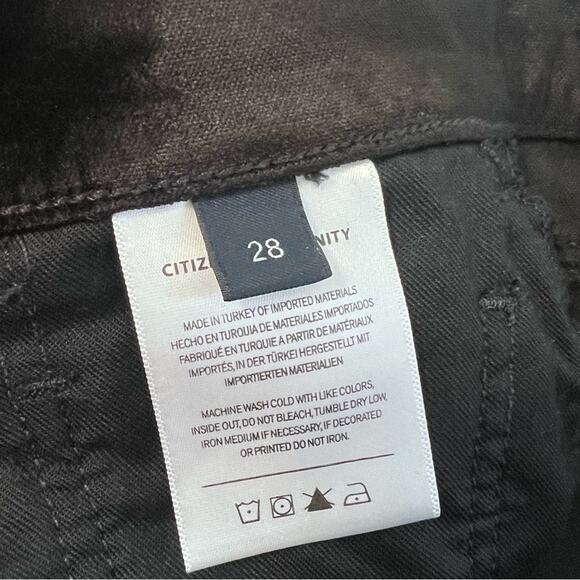 28
CITIZ NITY
MADE IN TURKEY OF IMPORTED MATERIALS
HECHO EN TURQUIA DE MATERIALES IMPORTADOS
FABRIQUÉ EN TURQUIE A PARTIR DE MATÉRIAUX
IMPORTÉS, IN DER TÜRKEI HERGESTELLT MIT
IMPORTIERTEN MATERIALIEN
MACHINE WASH COLD WITH LIKE COLORS,
INSIDE OUT, DO NOT BLEACH, TUMBLE DRY LOW,
IRON MEDIUM IF NECESSARY, IF DECORATED
OR PRINTED DO NOT IRON.